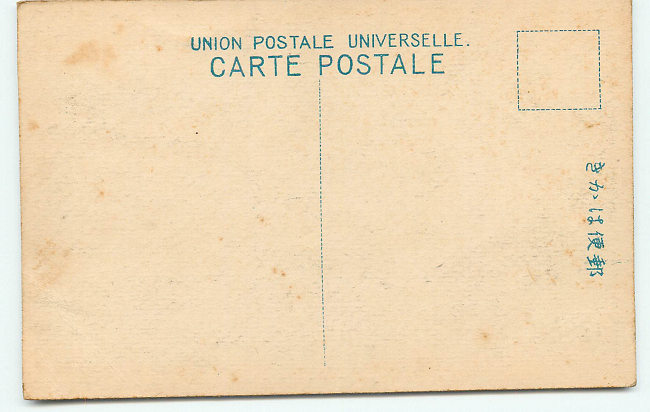 UNION POSTALE UNIVERSELLE.
CARTE POSTALE
郵便はかき